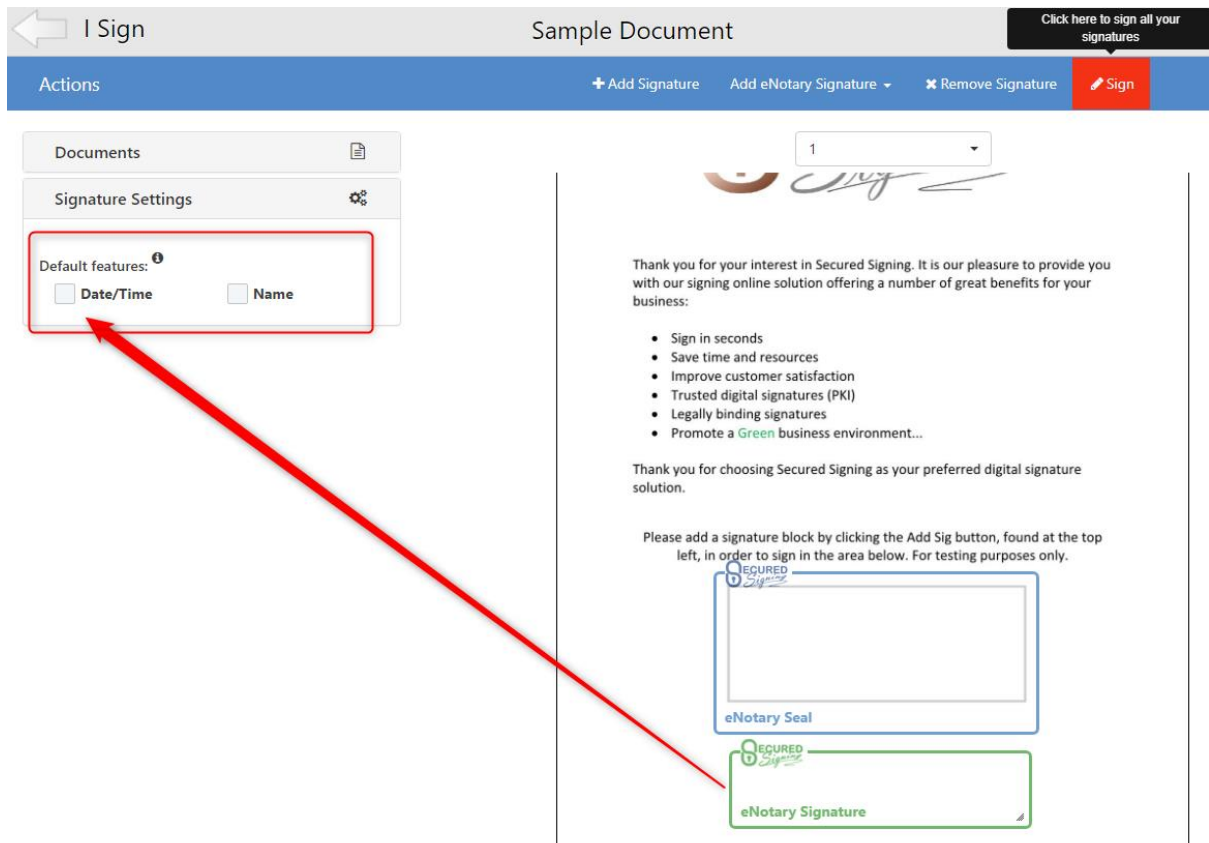 I Sign
Sample Document
Click here to sign all your
signatures
Actions
Add Signature
Add eNotary Signature
Remove Signature
Sign
Documents
Signature Settings
Default features:
Date/Time
Name
1
Thank you for your interest in Secured Signing. It is our pleasure to provide you
with our signing online solution offering a number of great benefits for your
business:
• Sign in seconds
• Save time and resources
• Improve customer satisfaction
• Trusted digital signatures (PKI)
• Legally binding signatures
• Promote a Green business environment...
Thank you for choosing Secured Signing as your preferred digital signature
solution.
Please add a signature block by clicking the Add Sig button, found at the top
left, in order to sign in the area below. For testing purposes only.
SECURED
Signing
eNotary Seal
SECURED
Signing
eNotary Signature